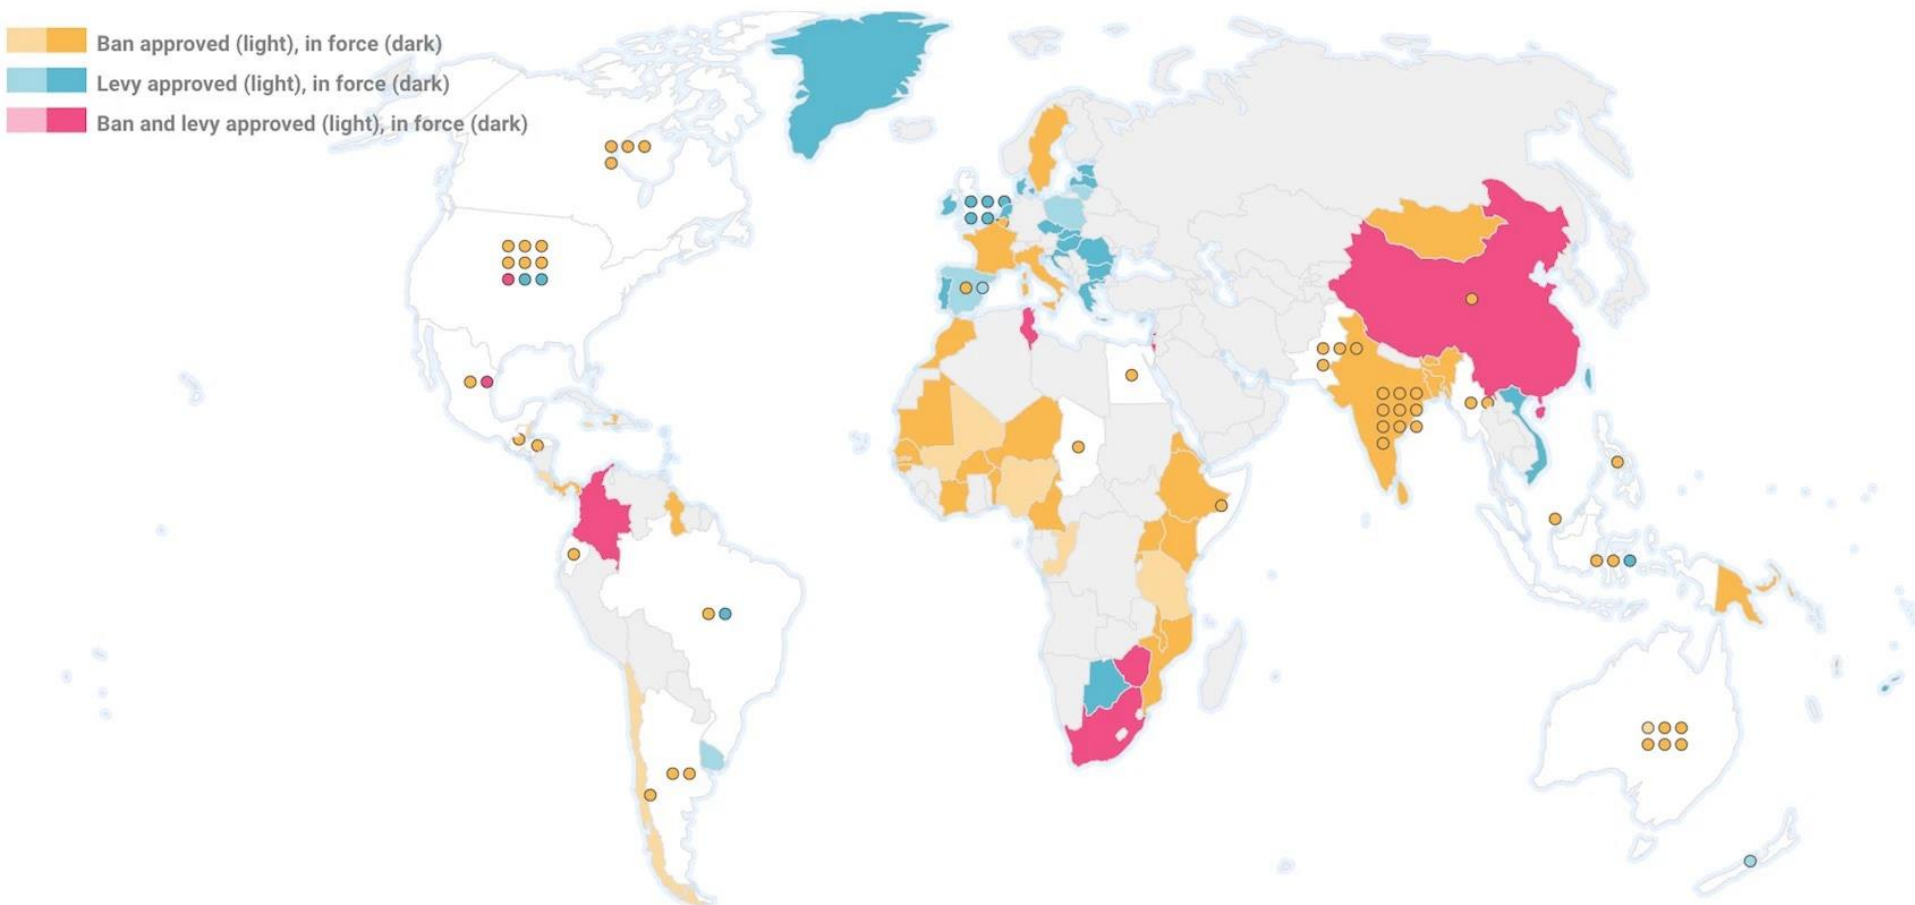 Ban approved (light), in force (dark)
Levy approved (light), in force (dark)
Ban and levy approved (light), in force (dark)